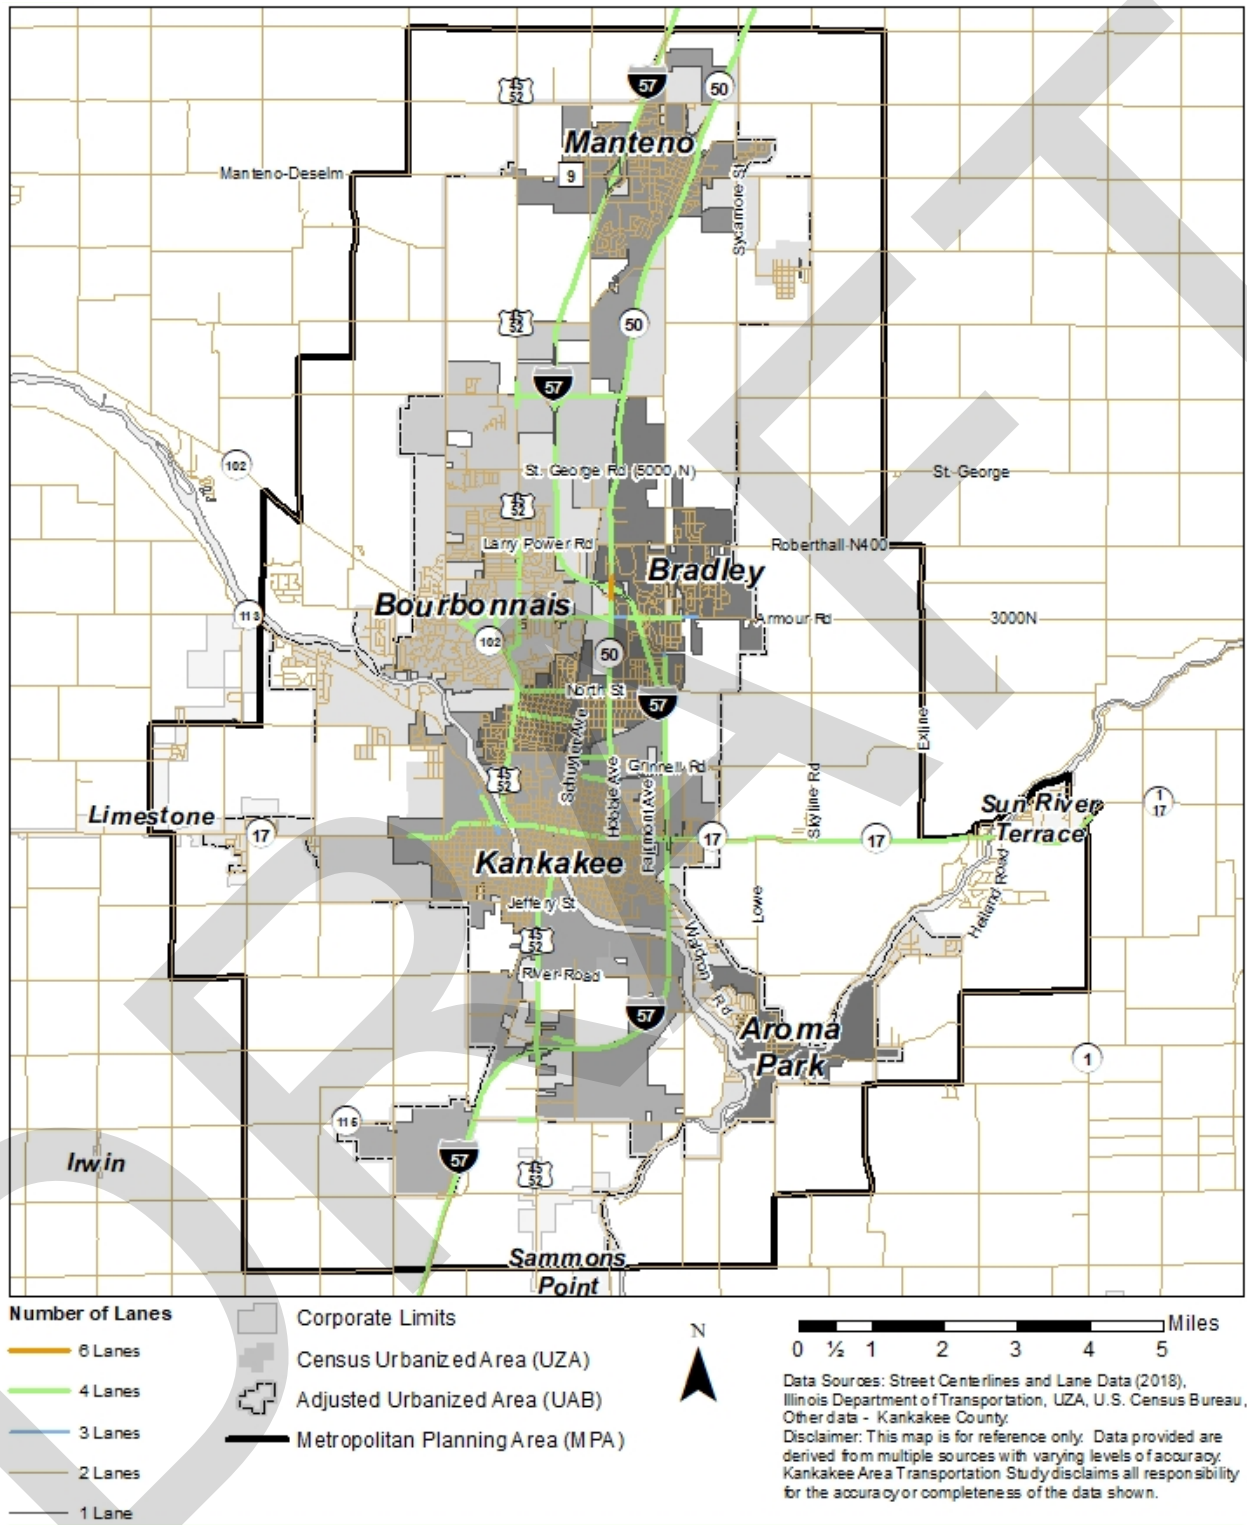 45
52
57
50
Manteno
Manteno-Deselm
9
Sycamore St
45
52
50
57
102
St. George Rd (5000 N)
St. George
45
52
Larry Power Rd
Roberthall-N400
Bradley
Bourbonnais
113
Armour Rd
3000N
102
50
North St
57
Schuyler Ave
Exline
Grinnell Rd
45
52
Hobbie Ave
Fairmont Ave
Skyline Rd
1
17
Sun River
Terrace
Limestone
17
17
17
Kankakee
Jeffery St
Lowe
Heiland Road
45
52
Waldron
Rd
River Road
57
Aroma
Park
1
115
Irwin
57
45
52
Sammons
Point
DRAFT
Number of Lanes
6 Lanes
4 Lanes
3 Lanes
2 Lanes
1 Lane
Corporate Limits
Census Urbanized Area (UZA)
Adjusted Urbanized Area (UAB)
Metropolitan Planning Area (MPA)
N
Miles
0 ½ 1 2 3 4 5
Data Sources: Street Centerlines and Lane Data (2018),
Illinois Department of Transportation, UZA, U.S. Census Bureau,
Other data - Kankakee County.
Disclaimer: This map is for reference only. Data provided are
derived from multiple sources with varying levels of accuracy.
Kankakee Area Transportation Study disclaims all responsibility
for the accuracy or completeness of the data shown.